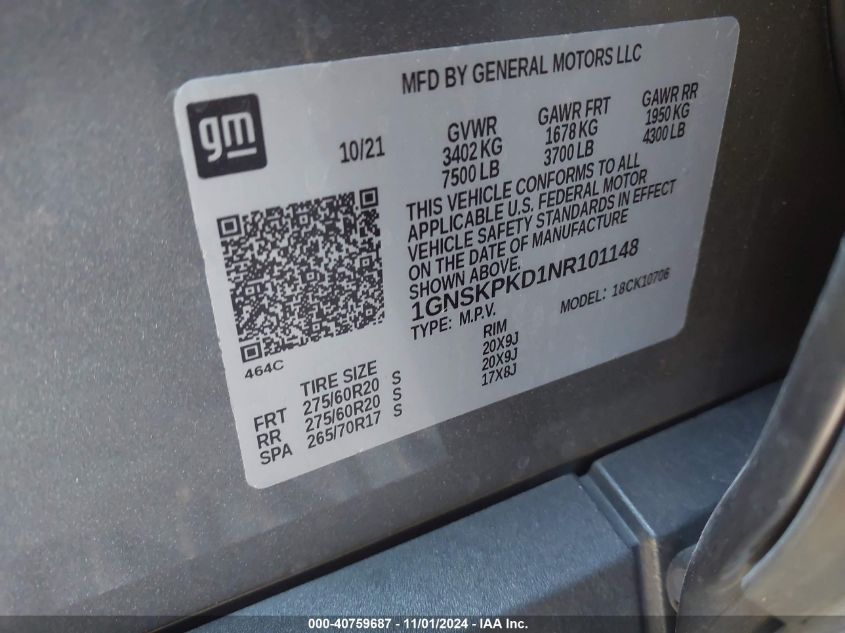 MFD BY GENERAL MOTORS LLC
gm
10/21
GVWR
3402 KG
7500 LB
GAWR FRT
1678 KG
3700 LB
GAWR RR
1950 KG
4300 LB
THIS VEHICLE CONFORMS TO ALL
APPLICABLE U.S. FEDERAL MOTOR
VEHICLE SAFETY STANDARDS IN EFFECT
ON THE DATE OF MANUFACTURE
SHOWN ABOVE.
1GNSKPKD1NR101148
TYPE: M.P.V.
MODEL: 18CK10706
464C
TIRE SIZE
RIM
FRT 275/60R20 S 20X9J
RR 275/60R20 S 20X9J
SPA 265/70R17 S 17X8J
000-40759687 - 11/01/2024 - IAA Inc.